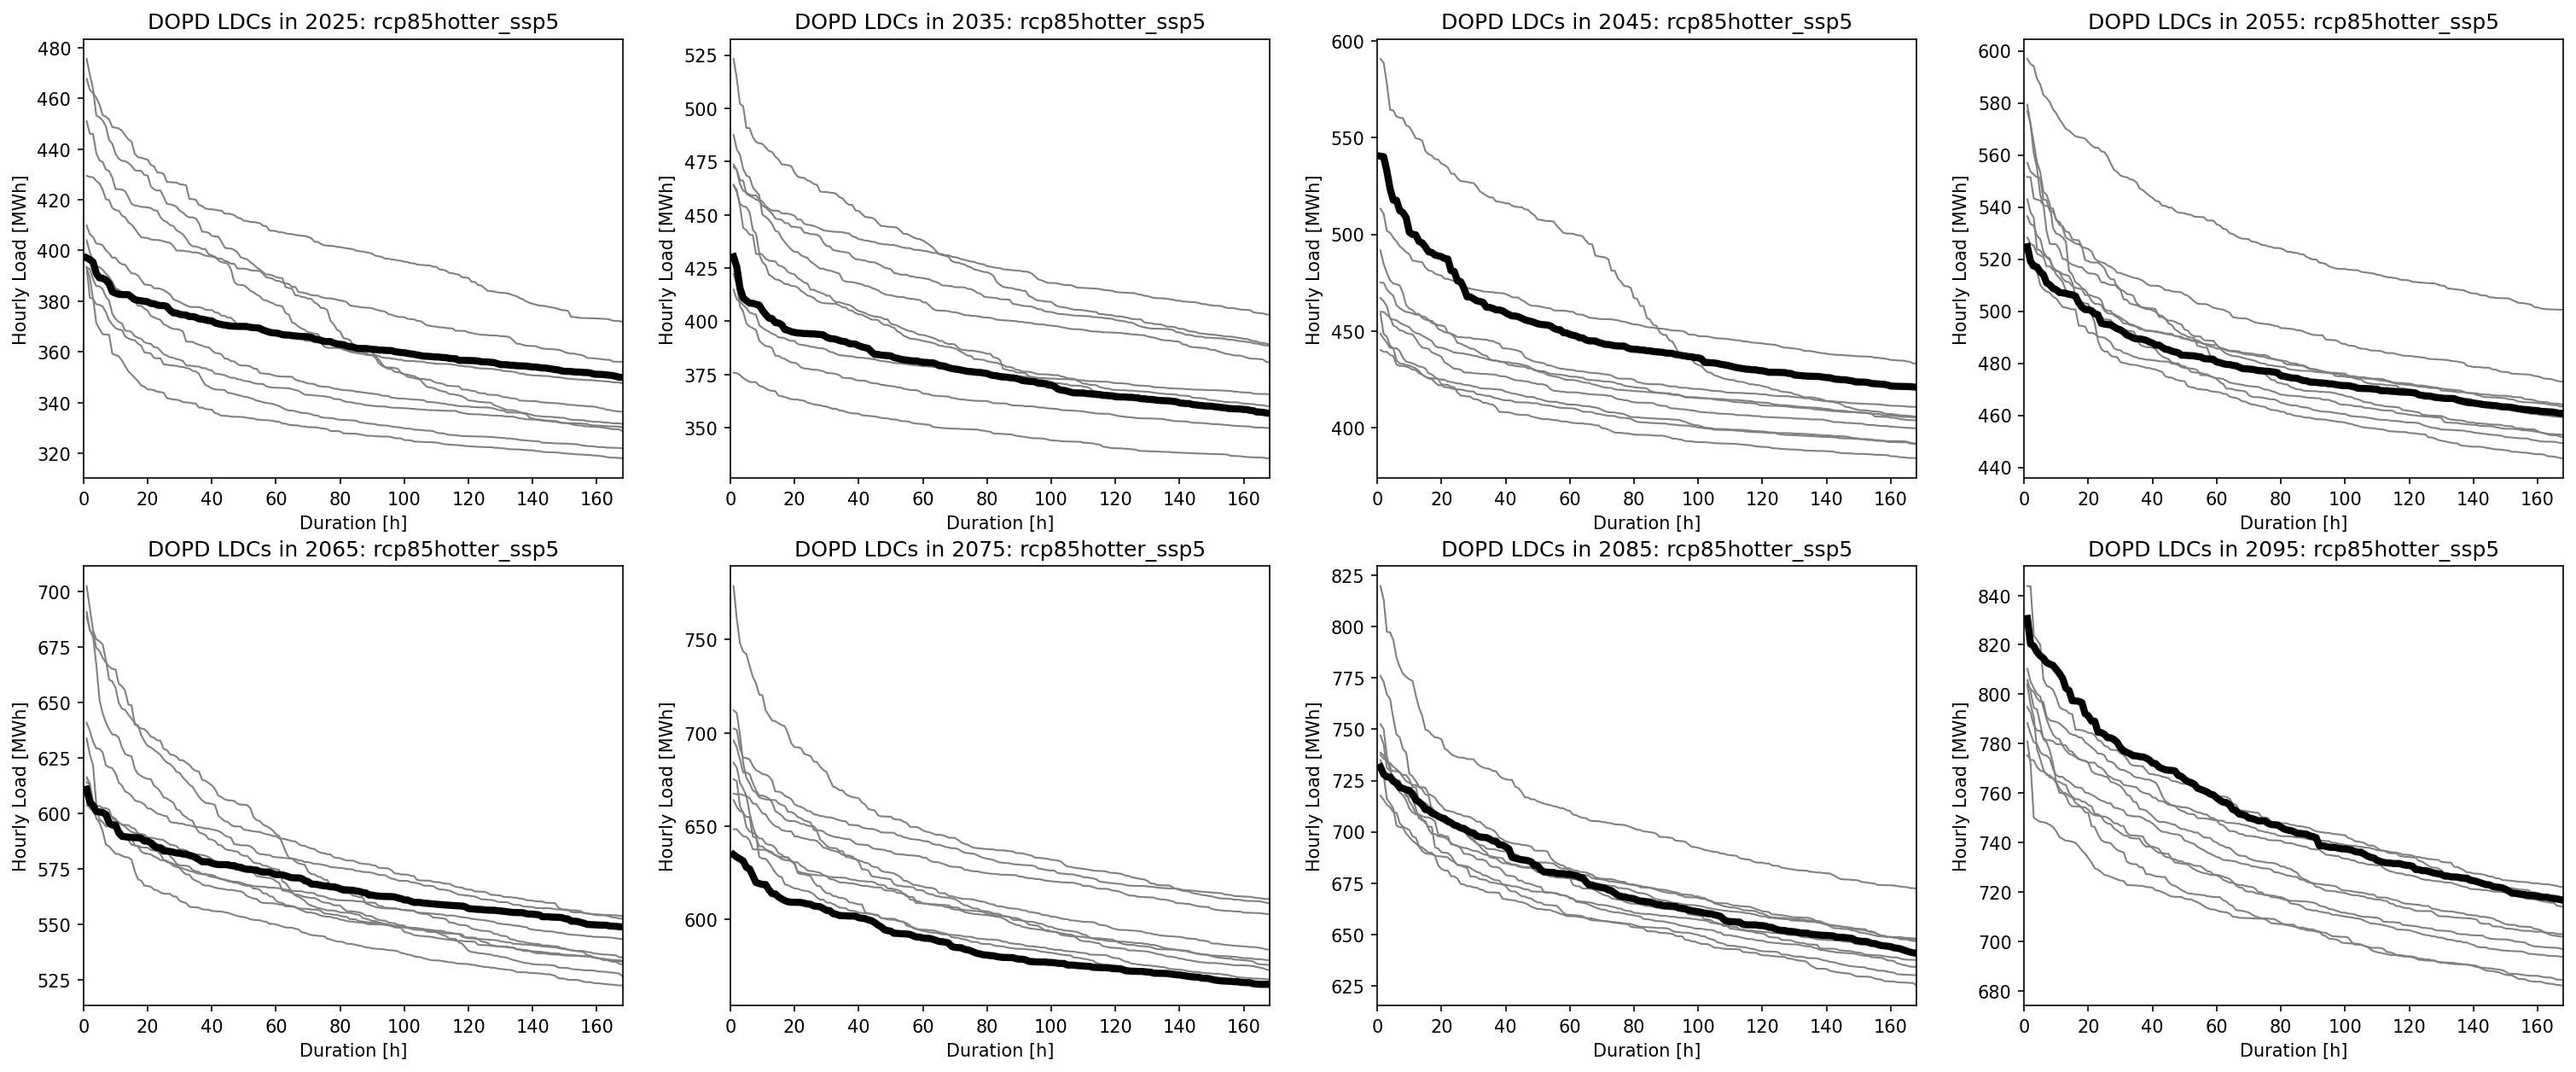 DOPD LDCs in 2025: rcp85hotter_ssp5
480
460
440
420
400
380
360
340
320
Hourly Load [MWh]
0 20 40 60 80 100 120 140 160
Duration [h]
DOPD LDCs in 2035: rcp85hotter_ssp5
525
500
475
450
425
400
375
350
Hourly Load [MWh]
0 20 40 60 80 100 120 140 160
Duration [h]
DOPD LDCs in 2045: rcp85hotter_ssp5
600
550
500
450
400
Hourly Load [MWh]
0 20 40 60 80 100 120 140 160
Duration [h]
DOPD LDCs in 2055: rcp85hotter_ssp5
600
580
560
540
520
500
480
460
440
Hourly Load [MWh]
0 20 40 60 80 100 120 140 160
Duration [h]
DOPD LDCs in 2065: rcp85hotter_ssp5
700
675
650
625
600
575
550
525
Hourly Load [MWh]
0 20 40 60 80 100 120 140 160
Duration [h]
DOPD LDCs in 2075: rcp85hotter_ssp5
750
700
650
600
Hourly Load [MWh]
0 20 40 60 80 100 120 140 160
Duration [h]
DOPD LDCs in 2085: rcp85hotter_ssp5
825
800
775
750
725
700
675
650
625
Hourly Load [MWh]
0 20 40 60 80 100 120 140 160
Duration [h]
DOPD LDCs in 2095: rcp85hotter_ssp5
840
820
800
780
760
740
720
700
680
Hourly Load [MWh]
0 20 40 60 80 100 120 140 160
Duration [h]